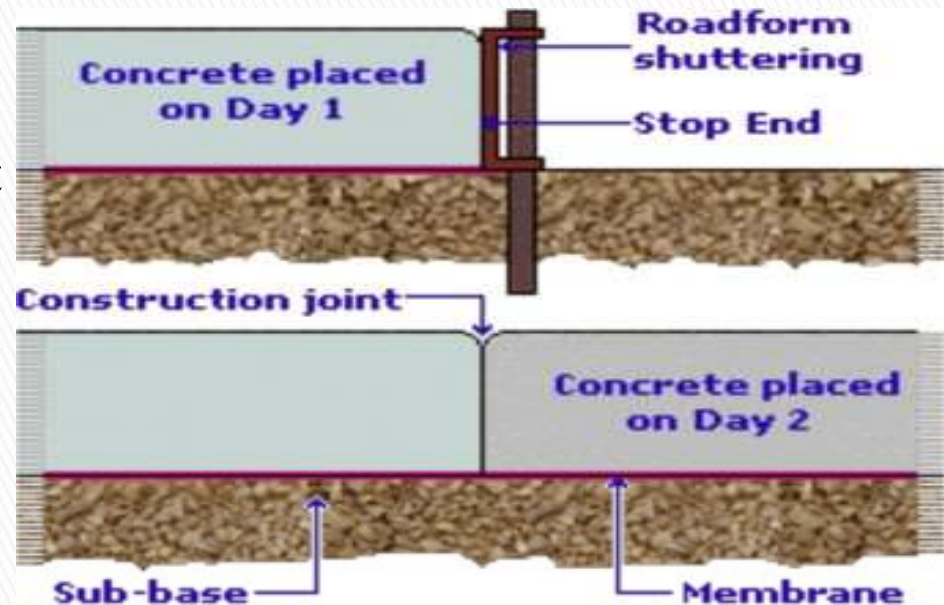 Roadform
shuttering
Concrete placed
on Day 1
Stop End
Construction joint
Concrete placed
on Day 2
Sub-base
Membrane